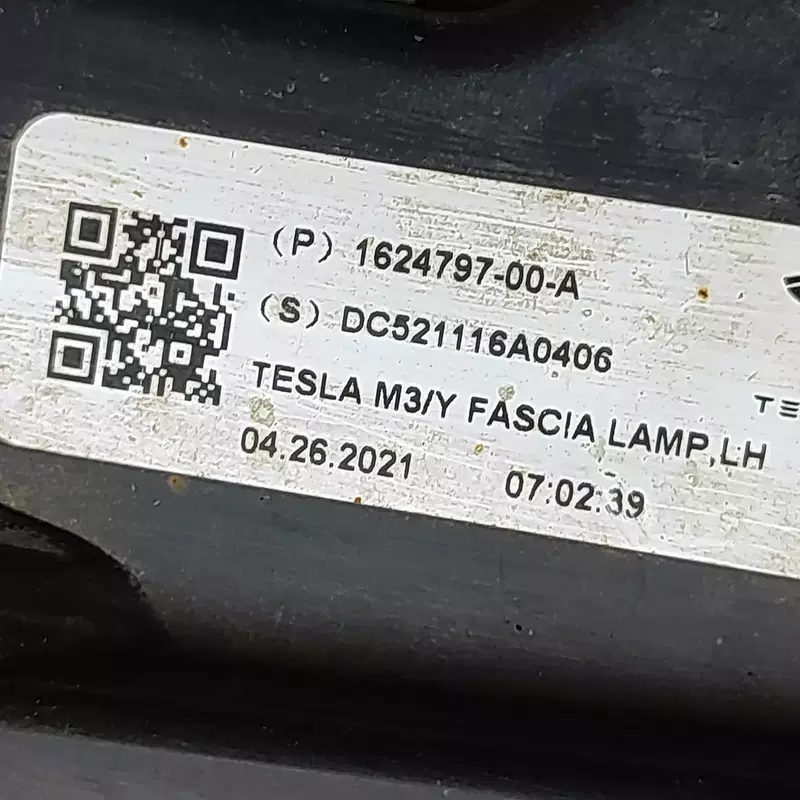 (P) 1624797-00-A
(S) DC521116A0406
TESLA M3/Y FASCIA LAMP,LH
04.26.2021 07:02:39